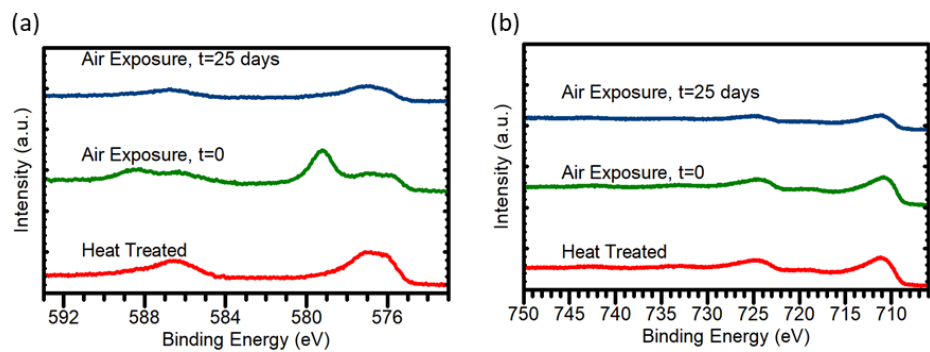 (a)
Air Exposure, t=25 days
Air Exposure, t=0
Heat Treated
Intensity (a.u.)
592 588 584 580 576
Binding Energy (eV)
(b)
Air Exposure, t=25 days
Air Exposure, t=0
Heat Treated
Intensity (a.u.)
750 745 740 735 730 725 720 715 710
Binding Energy (eV)